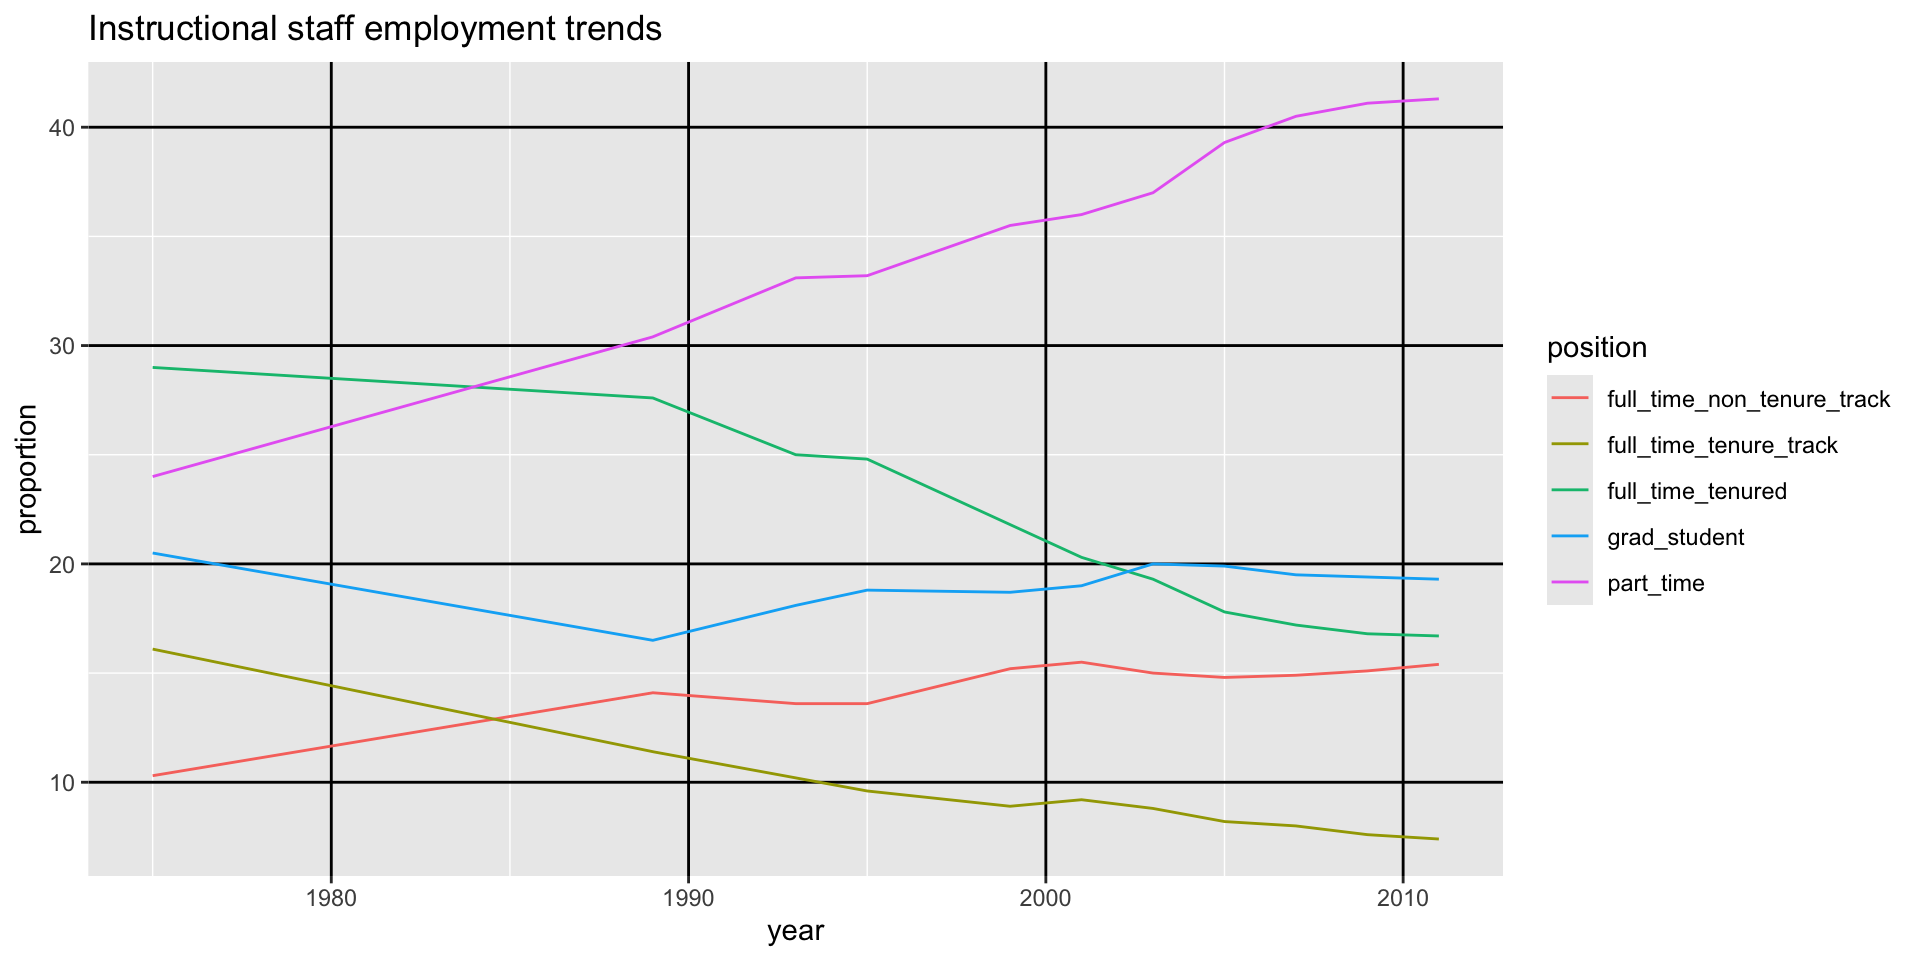 Instructional staff employment trends
40
30
20
10
proportion
1980 1990 2000 2010
year
position
full_time_non_tenure_track
full_time_tenure_track
full_time_tenured
grad_student
part_time